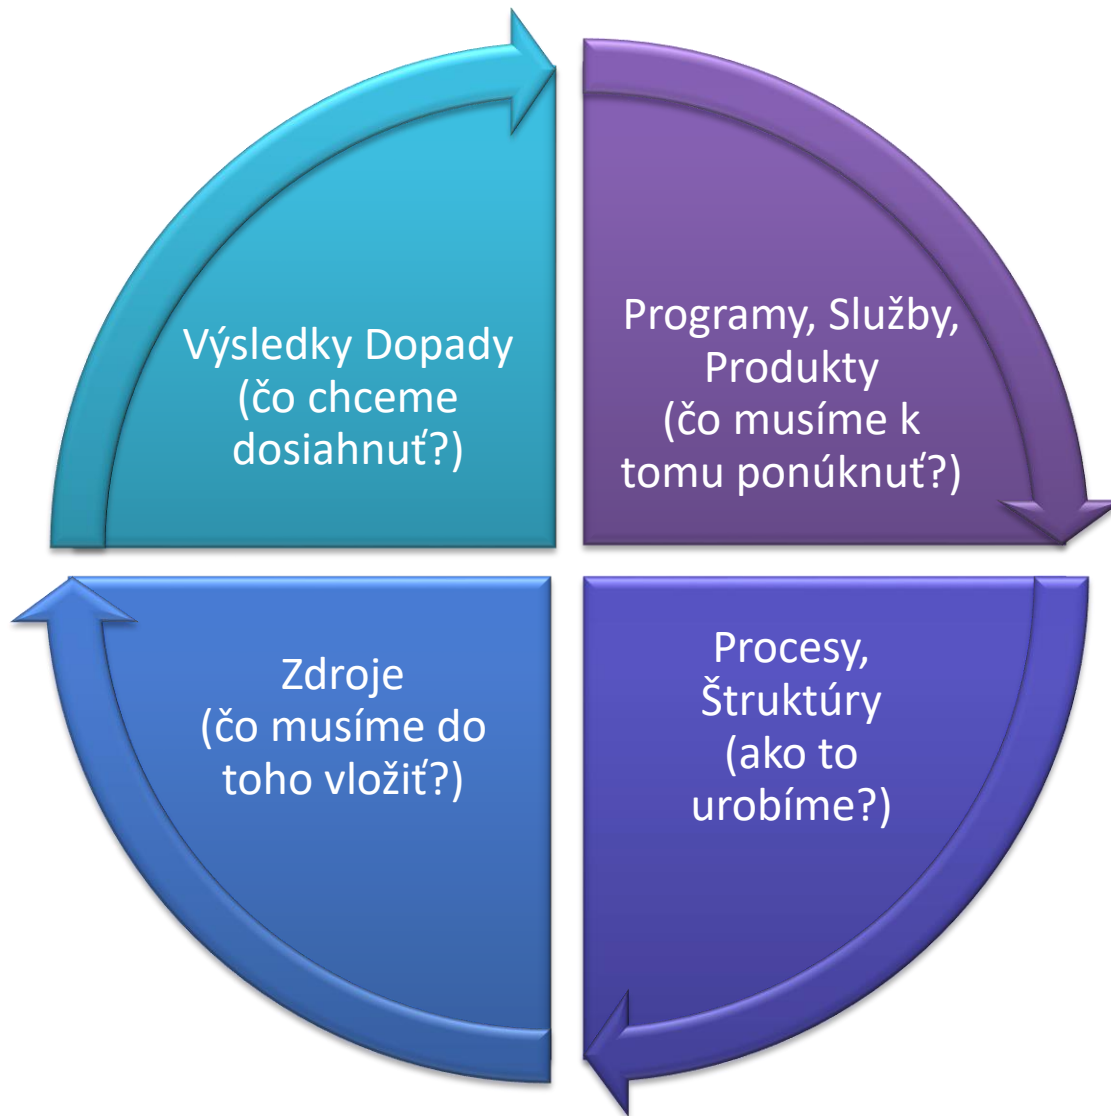 Výsledky Dopady
(čo chceme
dosiahnuť?)
Programy, Služby,
Produkty
(čo musíme k
tomu ponúknuť?)
Zdroje
(čo musíme do
toho vložiť?)
Procesy,
Štruktúry
(ako to
urobíme?)